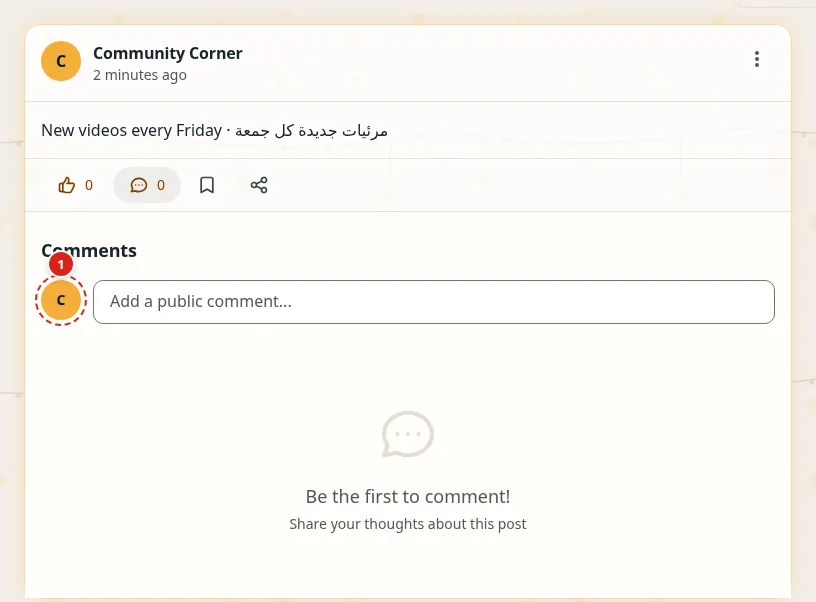 C
Community Corner
2 minutes ago
New videos every Friday · مرئيات جديدة كل جمعة
0
0
Comments
1
C
Add a public comment...
Be the first to comment!
Share your thoughts about this post